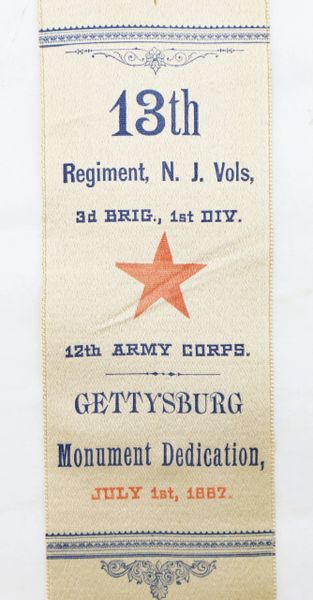 13th
Regiment, N. J. Vols,
3d BRIG., 1st DIV.
12th ARMY CORPS.
GETTYSBURG
Monument Dedication,
JULY 1st, 1887.